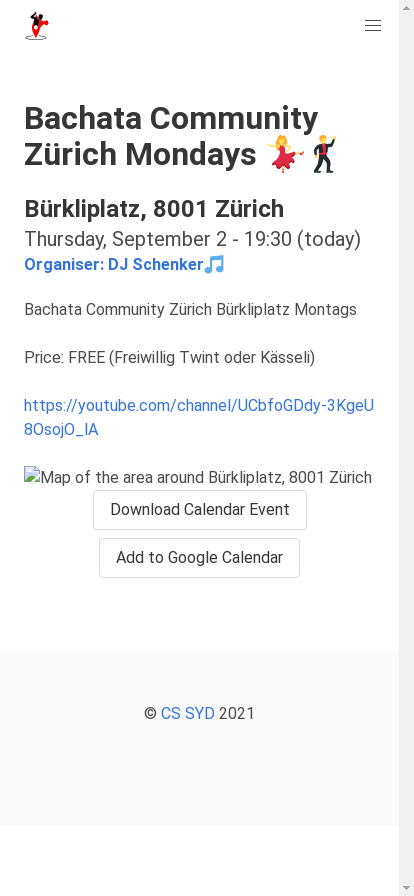 Bachata Community
Zürich Mondays 💃🕺
Bürkliplatz, 8001 Zürich
Thursday, September 2 - 19:30 (today)
Organiser: DJ Schenker🎵
Bachata Community Zürich Bürkliplatz Montags
Price: FREE (Freiwillig Twint oder Kässeli)
https://youtube.com/channel/UCbfoGDdy-3KgeU
8OsojO_lA
Map of the area around Bürkliplatz, 8001 Zürich
Download Calendar Event
Add to Google Calendar
© CS SYD 2021